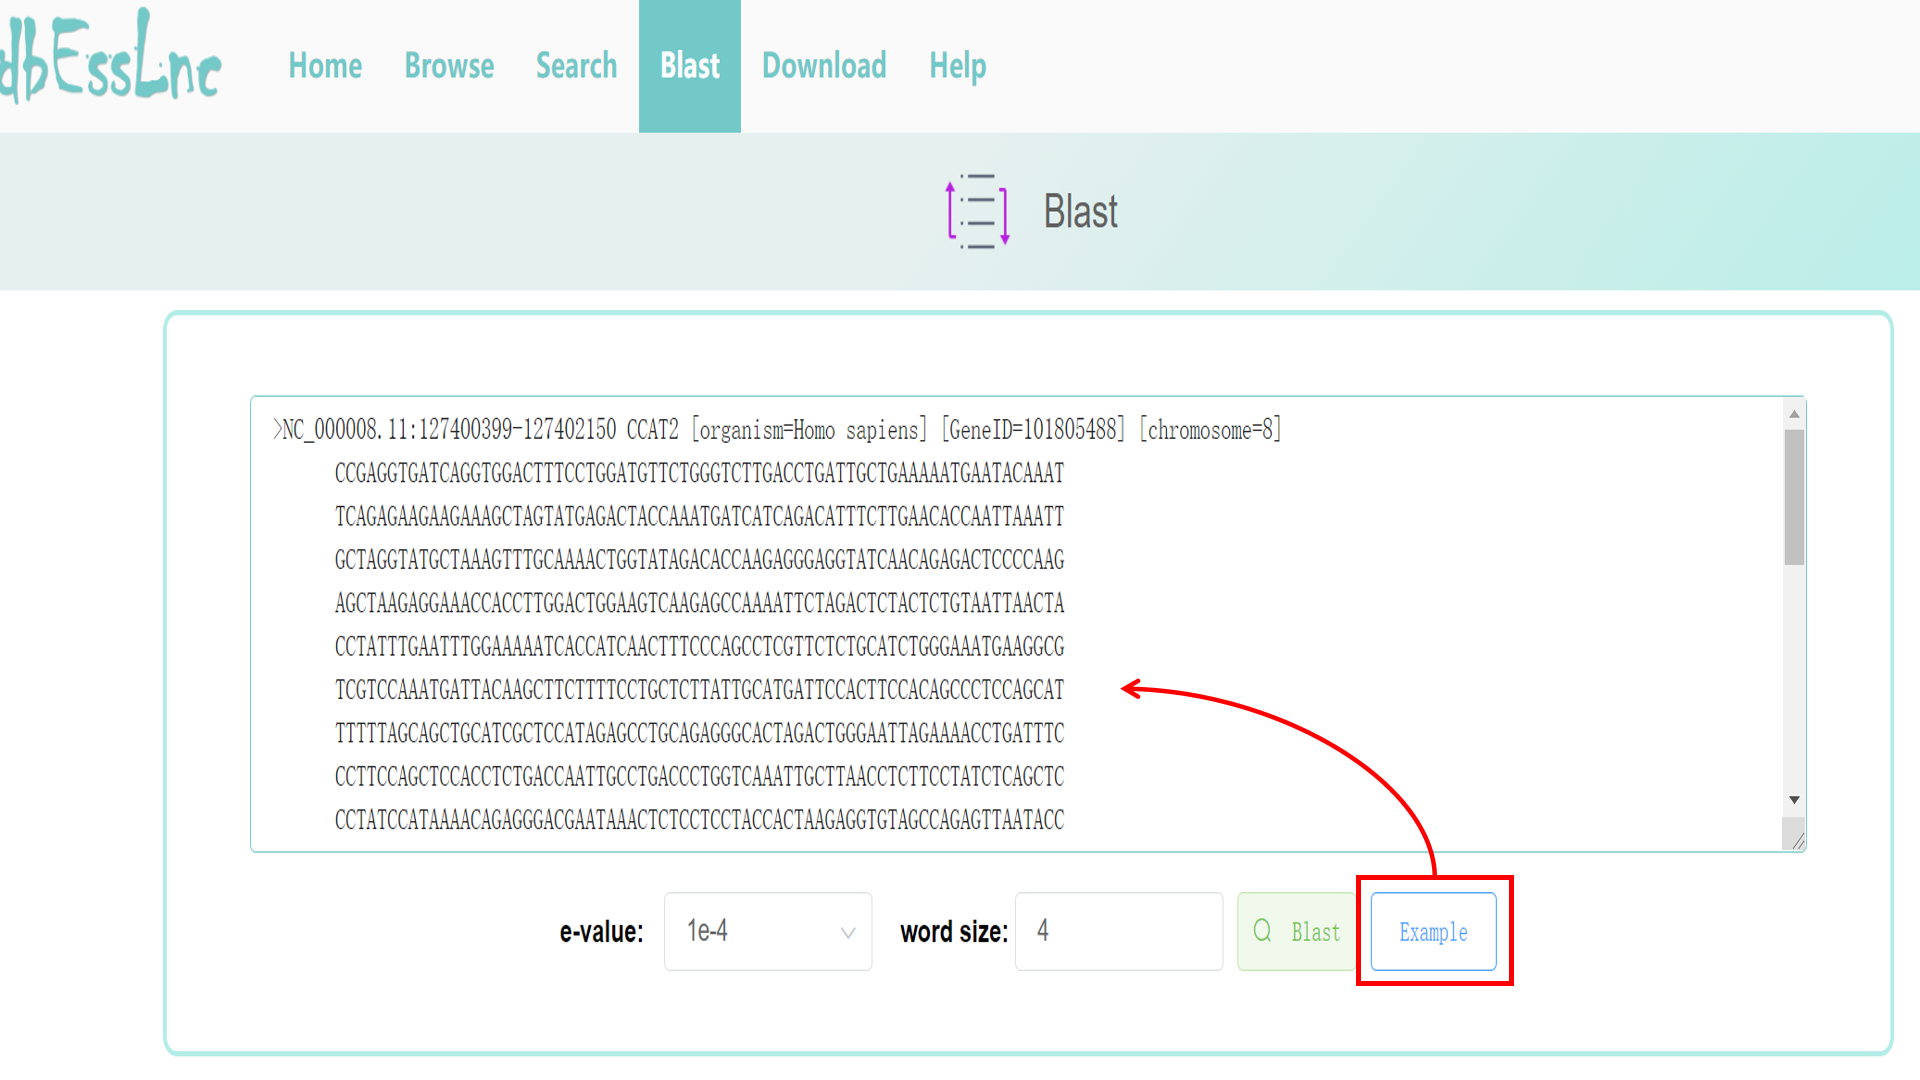 dbEssLnc
Home Browse Search Blast Download Help
Blast
>NC_000008.11:127400399-127402150 CCAT2 [organism=Homo sapiens] [GeneID=101805488] [chromosome=8]
CCGAGGTGATCAGGTGGACTTTCCTGGATGTTCTGGGTCTTGACCTGATTGCTGAAAAATGAATACAAAT
TCAGAGAAGAAGAAAGCTAGTATGAGACTACCAAATGATCATCAGACATTTCTTGAACACCAATTAAATT
GCTAGGTATGCTAAAGTTTGCAAAACTGGTATAGACACCAAGAGGGAGGTATCAACAGAGACTCCCCAAG
AGCTAAGAGGAAACCACCTTGGACTGGAAGTCAAGAGCCAAAATTCTAGACTCTACTCTGTAATTAACTA
CCTATTTGAATTTGGAAAAATCACCATCAACTTTCCCAGCCTCGTTCTCTGCATCTGGGAAATGAAGGCG
TCGTCCAAATGATTACAAGCTTCTTTTCCTGCTCTTATTGCATGATTCCACTTCCACAGCCCTCCAGCAT
TTTTTAGCAGCTGCATCGCTCCATAGAGCCTGCAGAGGGCACTAGACTGGGAATTAGAAAACCTGATTTC
CCTTCCAGCTCCACCTCTGACCAATTGCCTGACCCTGGTCAAATTGCTTAACCTCTTCCTATCTCAGCTC
CCTATCCATAAAACAGAGGGACGAATAAACTCTCCTCCTACCACTAAGAGGTGTAGCCAGAGTTAATACC
e-value: 1e-4 word size: 4 Blast Example